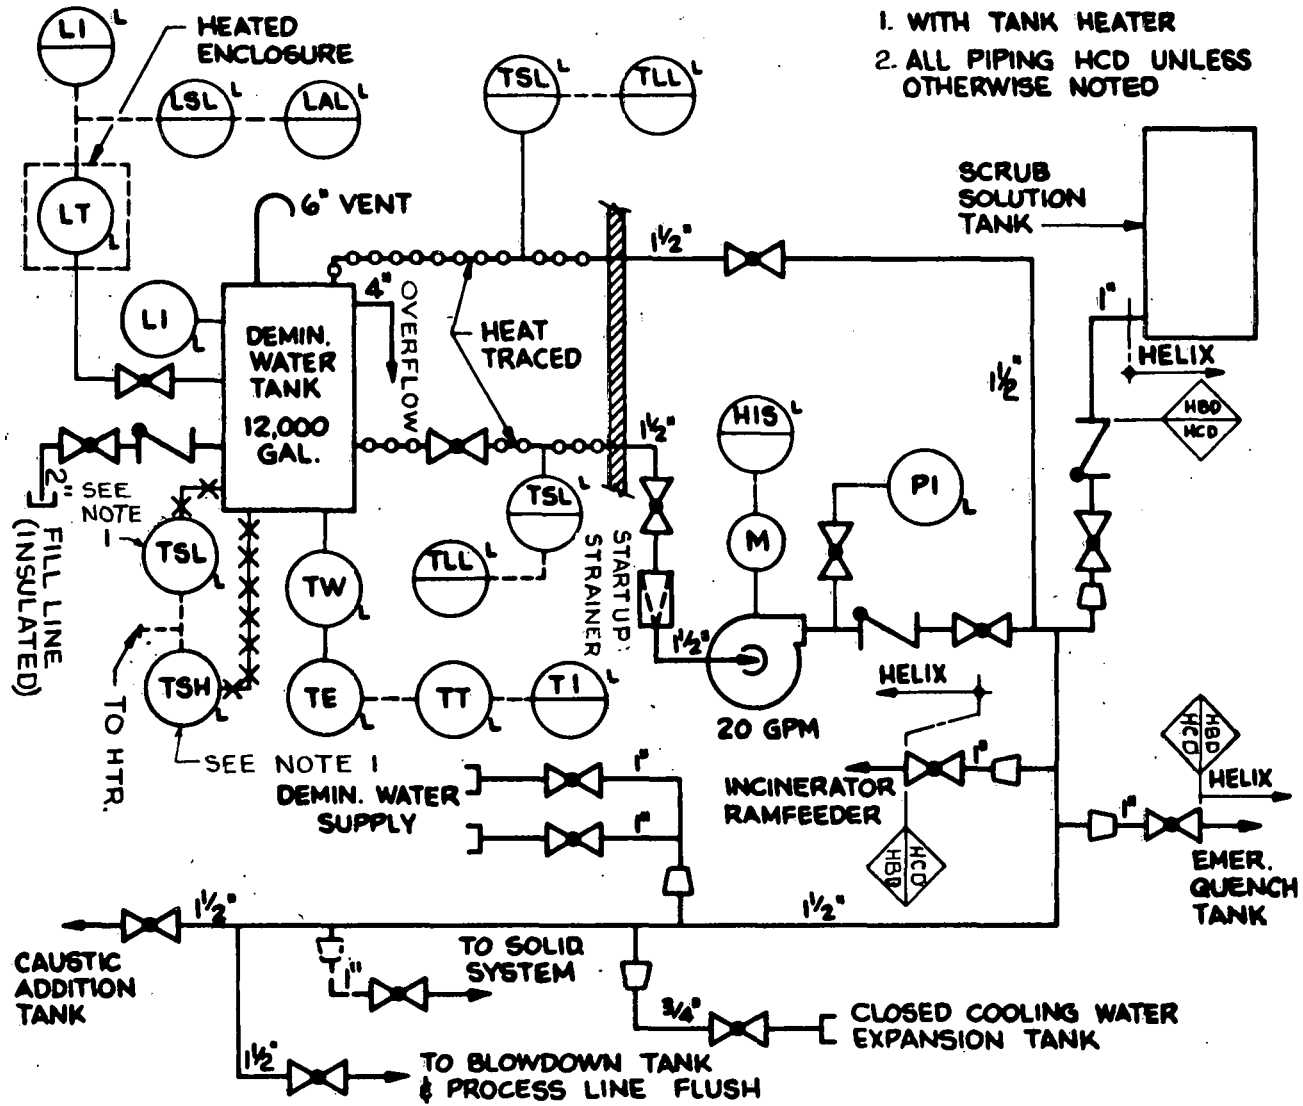 1. WITH TANK HEATER
2. ALL PIPING HCD UNLESS
OTHERWISE NOTED
LI L
HEATED
ENCLOSURE
LSL L
LAL L
TSL L
TLL L
LT L
6" VENT
SCRUB
SOLUTION
TANK
1½"
1"
HELIX
HBD
HCD
4"
OVERFLOW
LI L
DEMIN.
WATER
TANK
12,000
GAL.
HEAT
TRACED
1½"
1½"
HIS L
PI L
M
2"
FILL LINE
(INSULATED)
SEE
NOTE
1
TSL L
TSL L
TLL L
START UP
STRAINER
TW L
TSH L
TE L
TT L
TI L
1½"
20 GPM
HELIX
TO HTR.
SEE NOTE 1
DEMIN. WATER
SUPPLY
1"
1"
INCINERATOR
RAMFEEDER
1"
HCD
HBD
HBD
HCD
HELIX
1"
EMER.
QUENCH
TANK
1½"
1½"
CAUSTIC
ADDITION
TANK
1"
TO SOLID
SYSTEM
3/4"
CLOSED COOLING WATER
EXPANSION TANK
1½"
TO BLOWDOWN TANK
& PROCESS LINE FLUSH